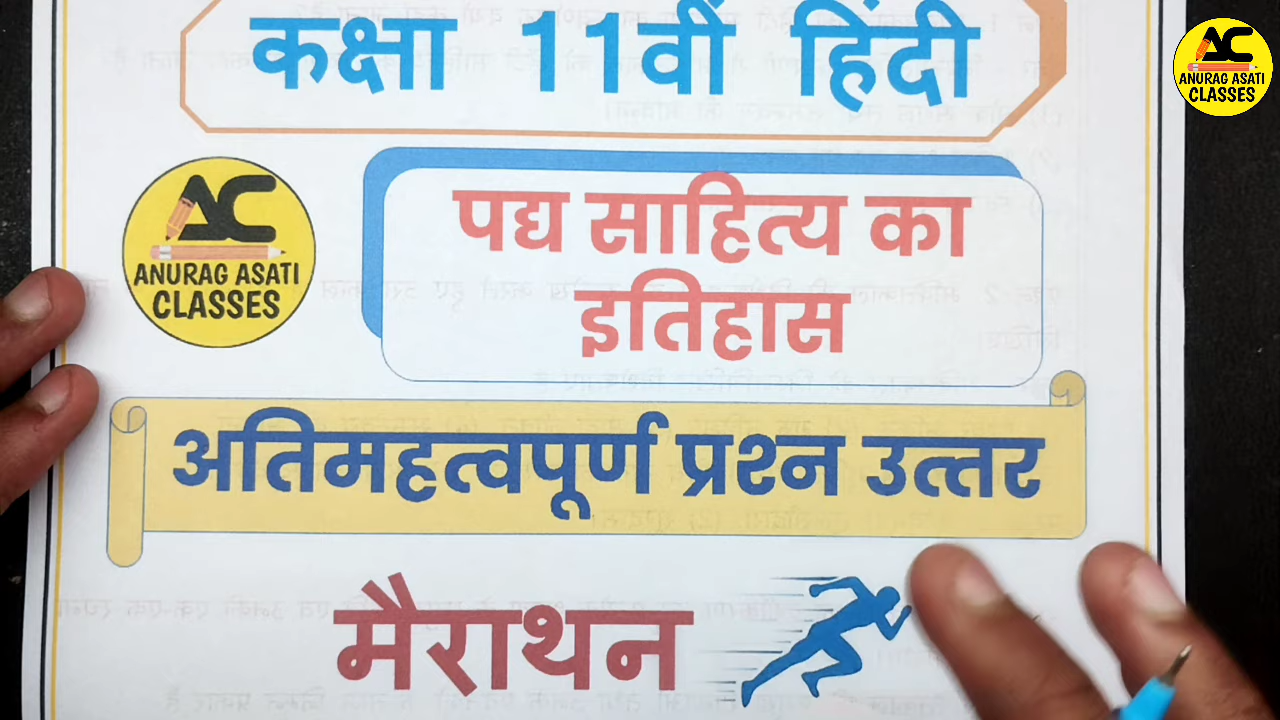 कक्षा 11वीं हिंदी
AC
ANURAG ASATI
CLASSES
AC
ANURAG ASATI
CLASSES
पद्य साहित्य का
इतिहास
अतिमहत्वपूर्ण प्रश्न उत्तर
मैराथन